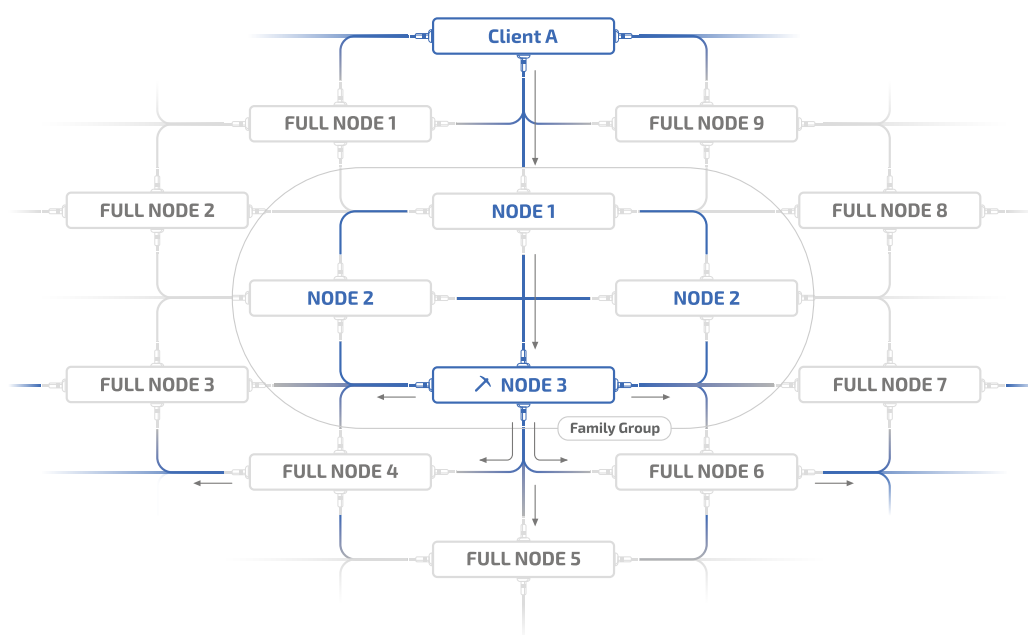 Client A
FULL NODE 1
FULL NODE 9
FULL NODE 2
NODE 1
FULL NODE 8
NODE 2
NODE 2
FULL NODE 3
NODE 3
FULL NODE 7
Family Group
FULL NODE 4
FULL NODE 6
FULL NODE 5